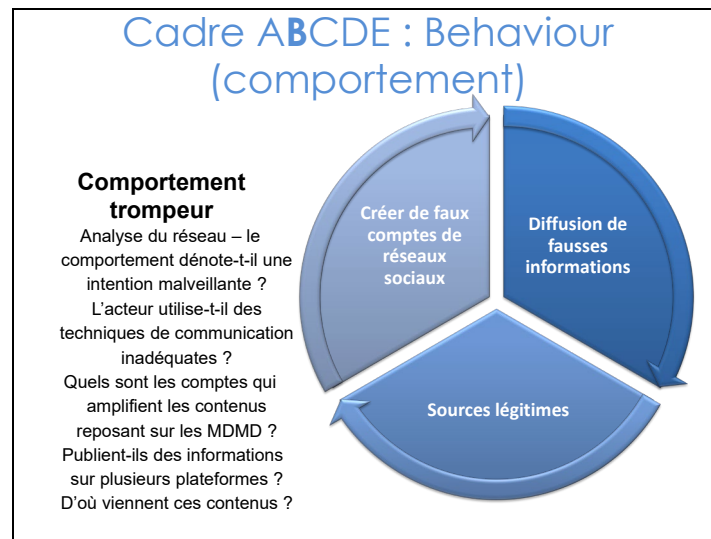 Cadre ABCDE : Behaviour
(comportement)
Comportement
trompeur
Analyse du réseau – le
comportement dénote-t-il une
intention malveillante ?
L'acteur utilise-t-il des
techniques de communication
inadéquates ?
Quels sont les comptes qui
amplifient les contenus
reposant sur les MDMD ?
Publient-ils des informations
sur plusieurs plateformes ?
D'où viennent ces contenus ?
Créer de faux
comptes de
réseaux
sociaux
Diffusion de
fausses
informations
Sources légitimes